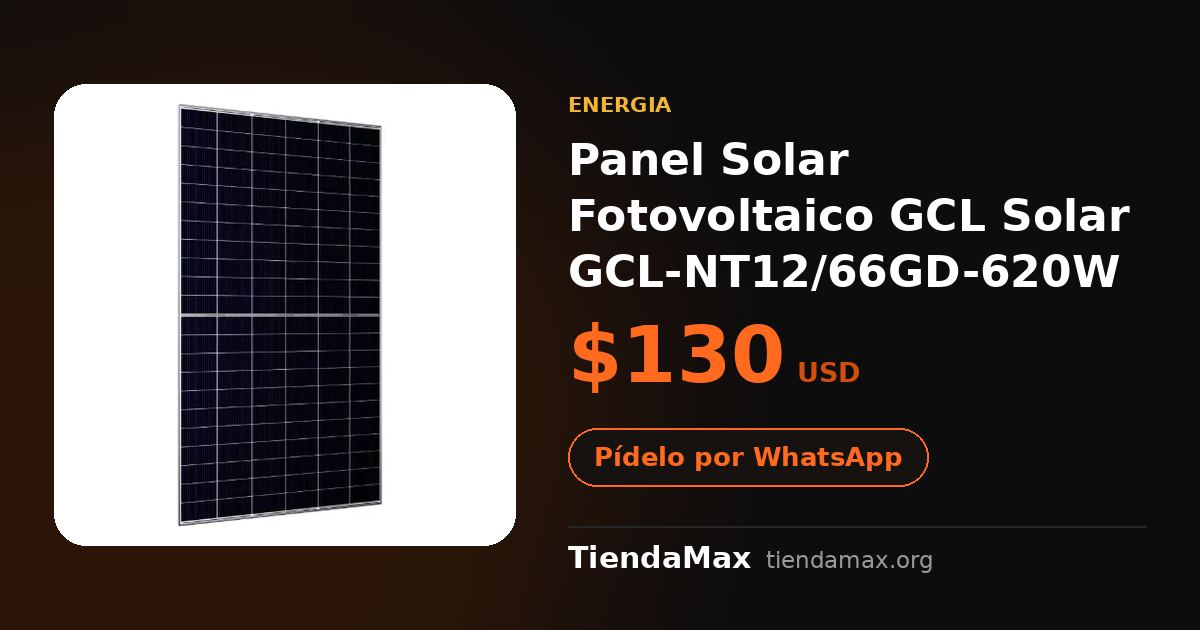 ENERGIA
Panel Solar
Fotovoltaico GCL Solar
GCL-NT12/66GD-620W
$130 USD
Pídelo por WhatsApp
TiendaMax tiendamax.org